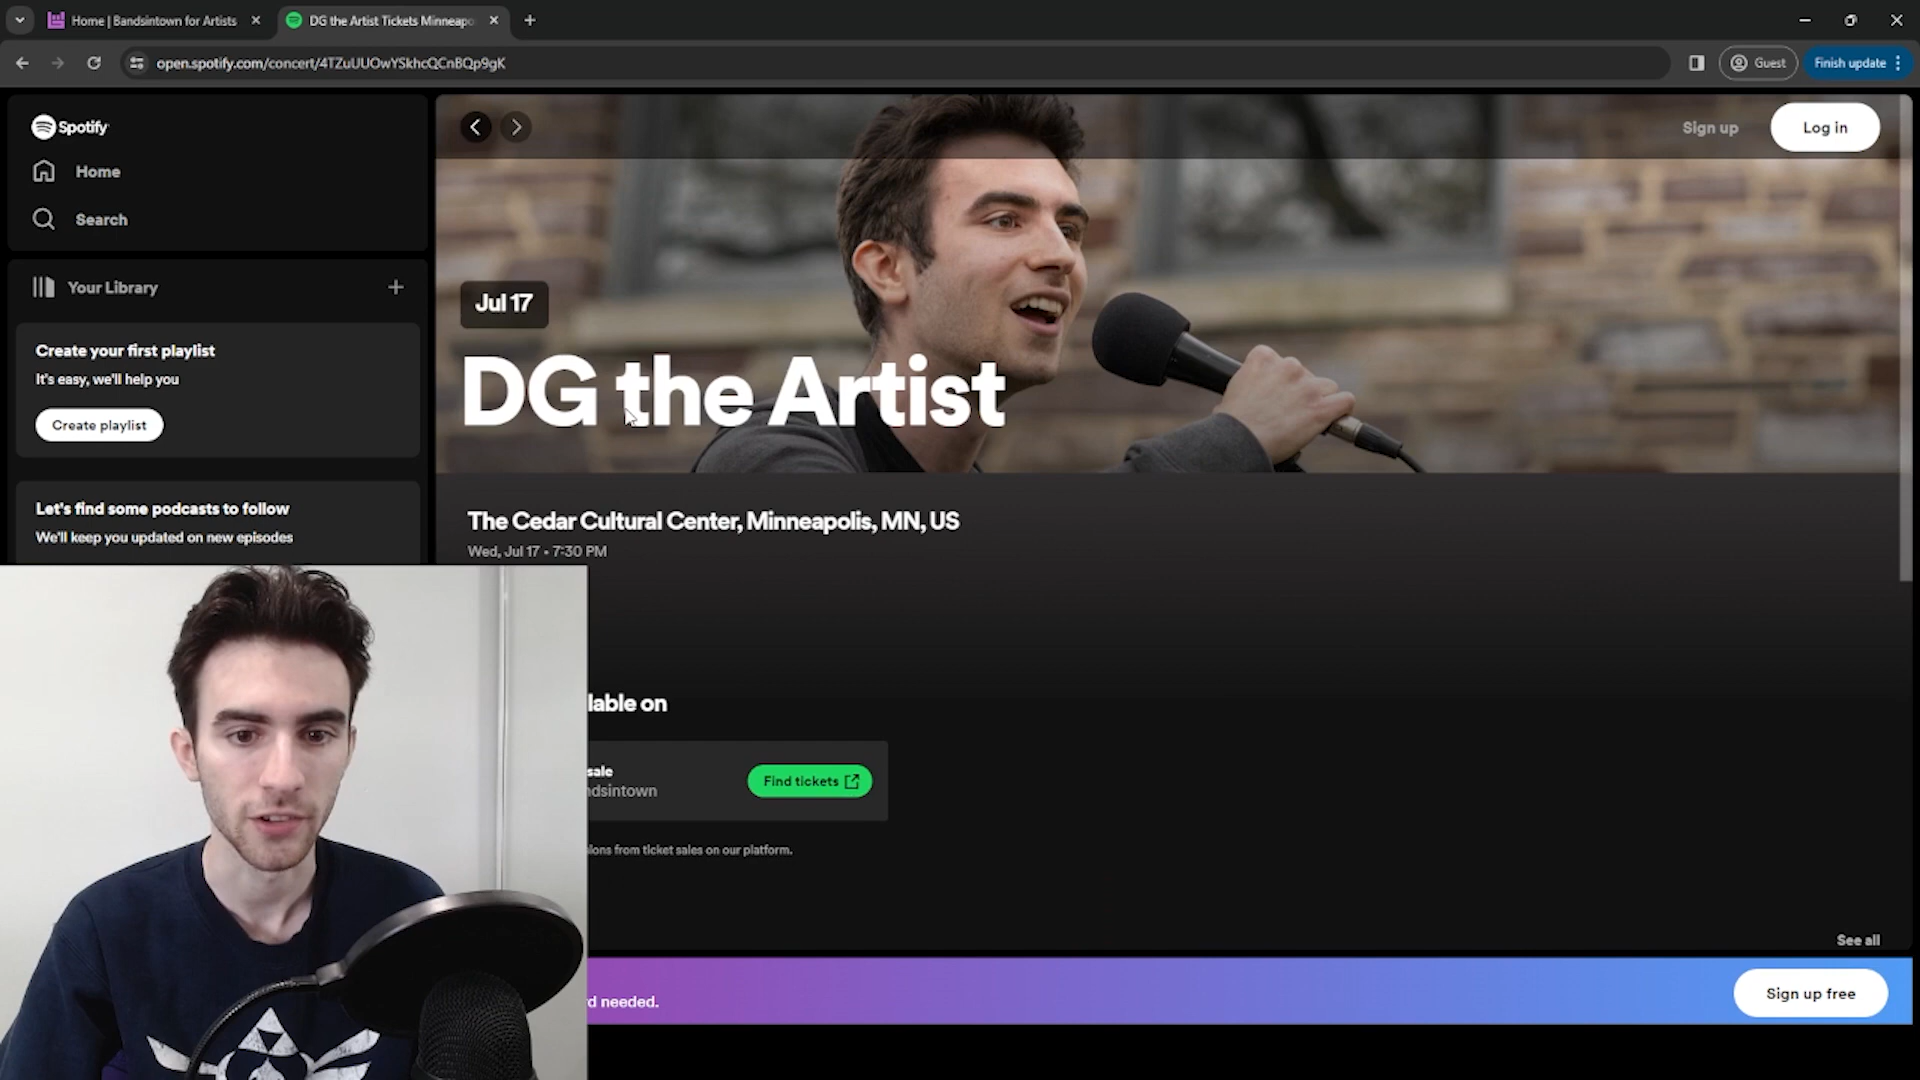 Home | Bandsintown for Artists
DG the Artist Tickets Minneapo
open.spotify.com/concert/4TZuUUOwYSkhcQCnBQp9gK
Guest
Finish update
Spotify
Home
Search
Your Library
Create your first playlist
It's easy, we'll help you
Create playlist
Let's find some podcasts to follow
We'll keep you updated on new episodes
Sign up
Log in
Jul 17
DG the Artist
The Cedar Cultural Center, Minneapolis, MN, US
Wed, Jul 17 • 7:30 PM
lable on
sale
ndsintown
Find tickets
ions from ticket sales on our platform.
See all
d needed.
Sign up free